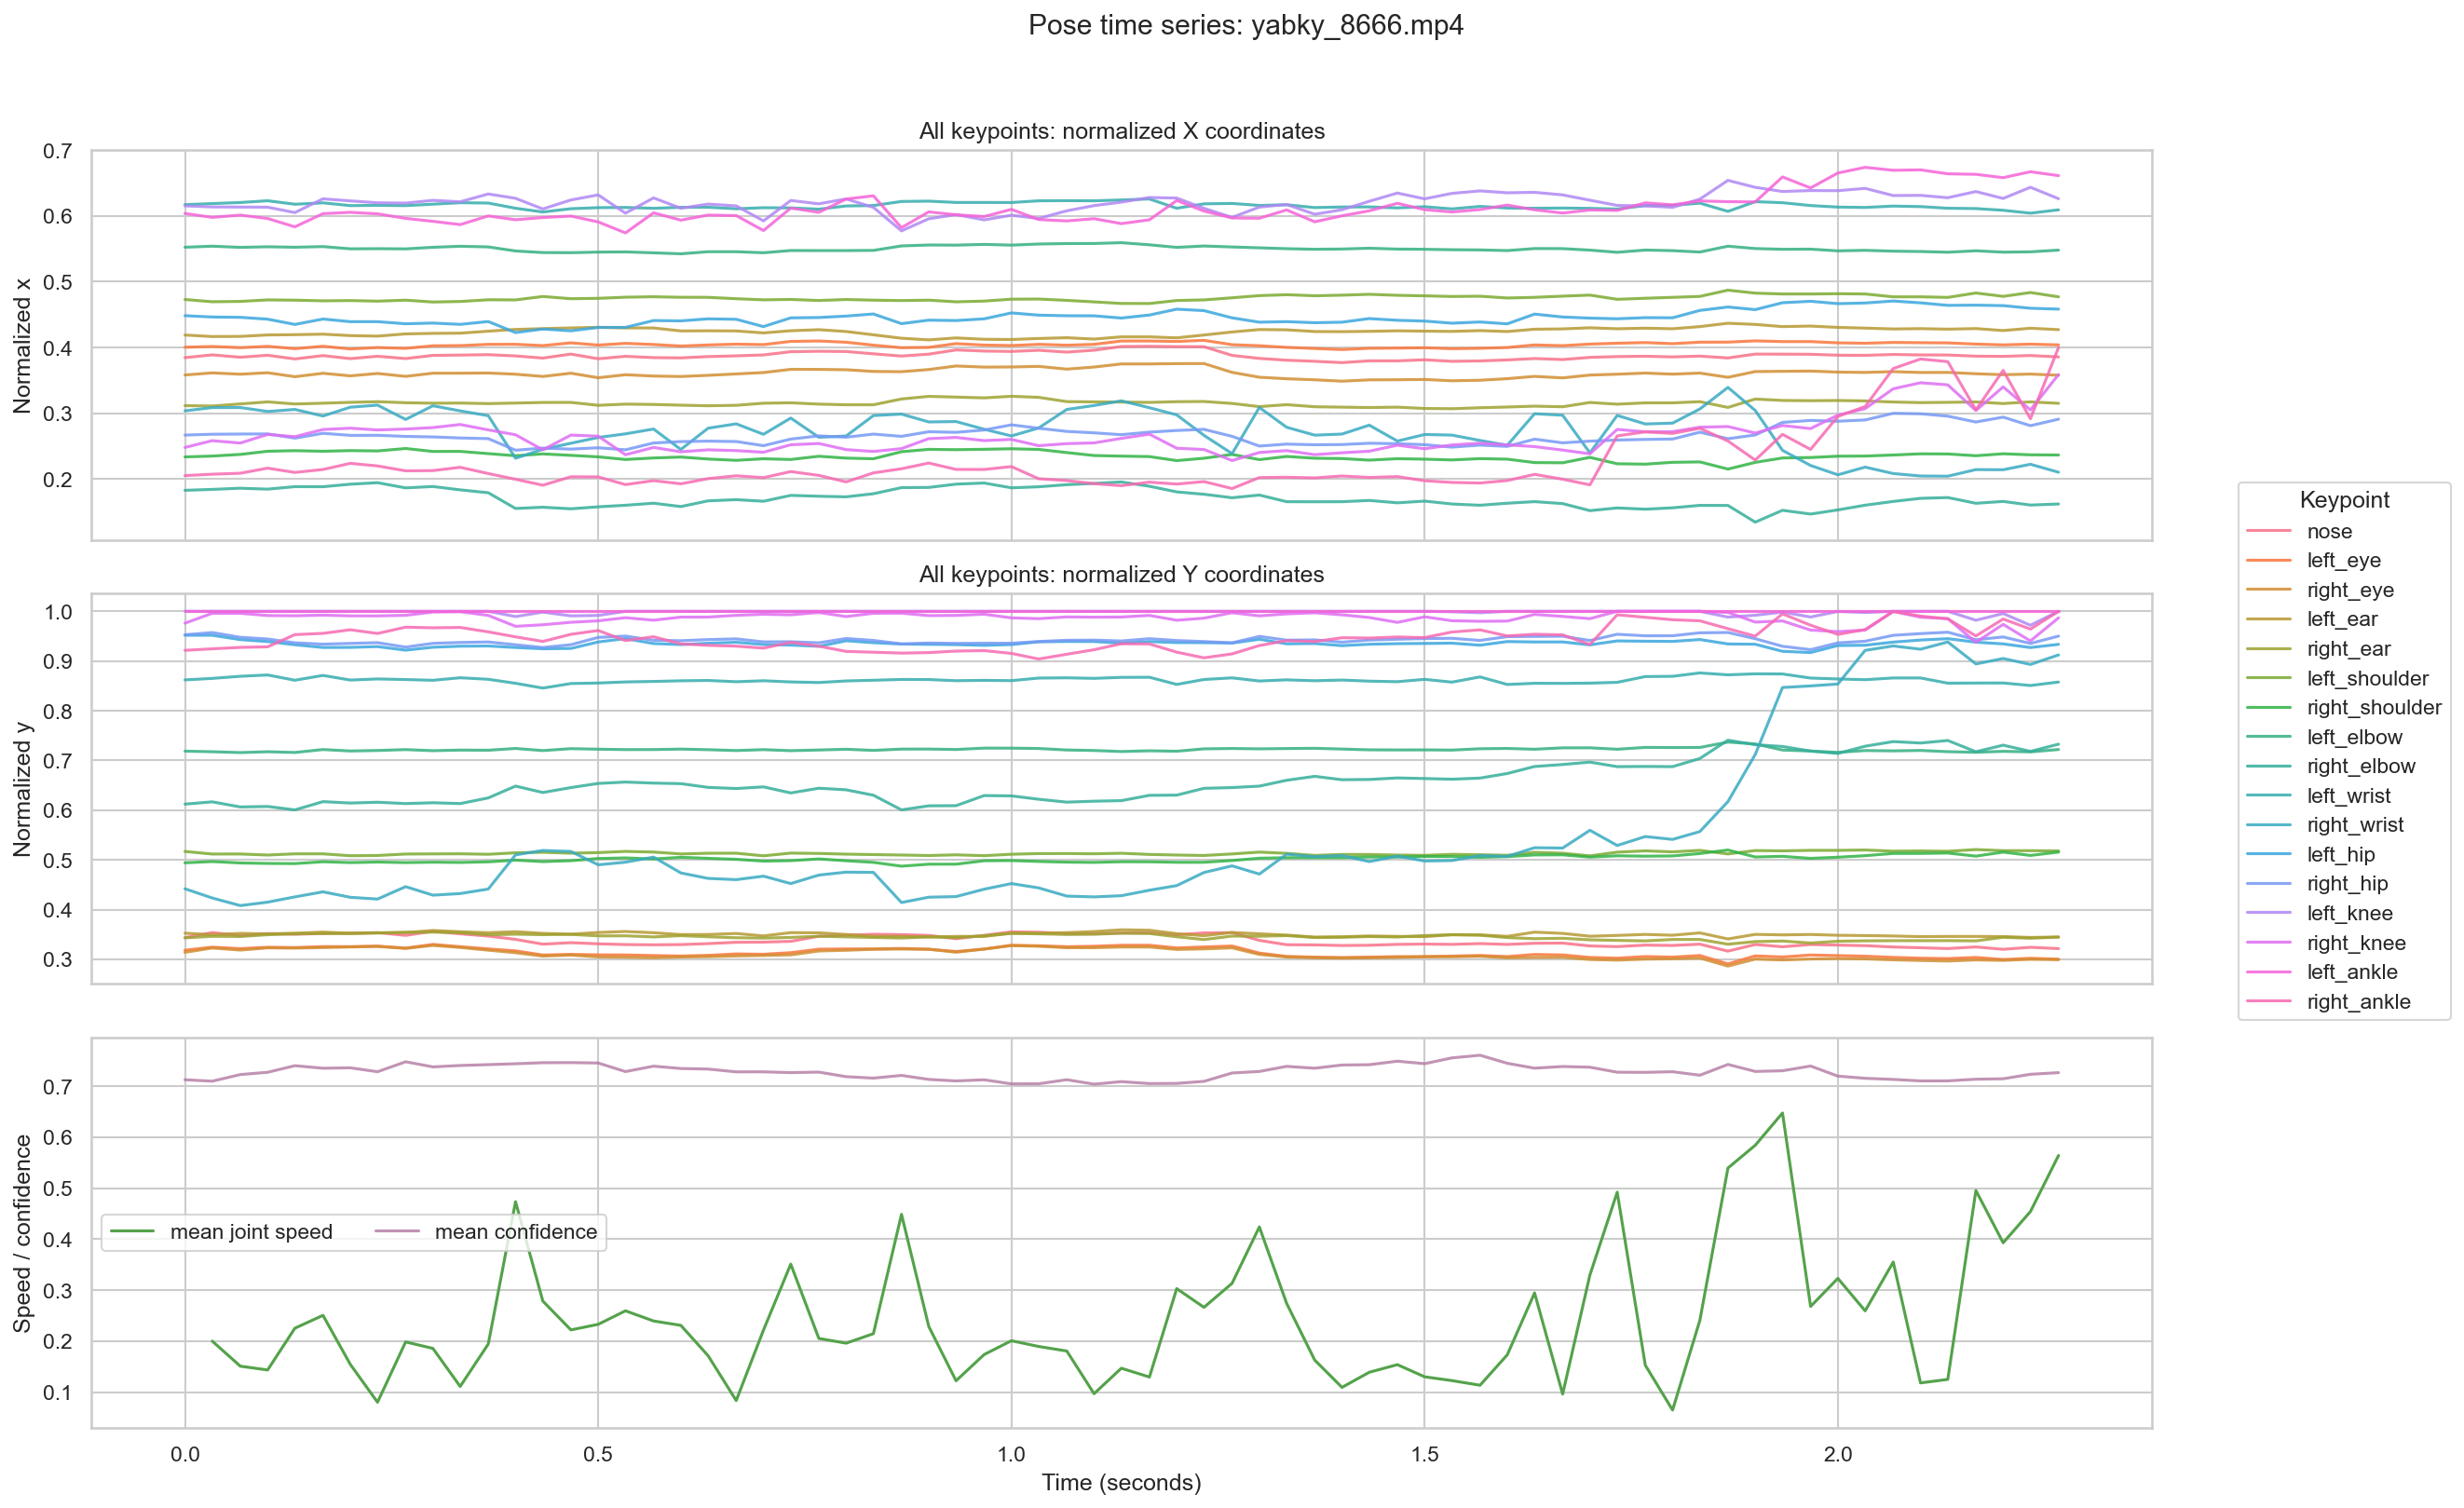 Pose time series: yabky_8666.mp4
All keypoints: normalized X coordinates
0.7
0.6
0.5
0.4
0.3
0.2
Normalized x
All keypoints: normalized Y coordinates
1.0
0.9
0.8
0.7
0.6
0.5
0.4
0.3
Normalized y
Keypoint
nose
left_eye
right_eye
left_ear
right_ear
left_shoulder
right_shoulder
left_elbow
right_elbow
left_wrist
right_wrist
left_hip
right_hip
left_knee
right_knee
left_ankle
right_ankle
0.7
0.6
0.5
0.4
0.3
0.2
0.1
Speed / confidence
mean joint speed mean confidence
0.0 0.5 1.0 1.5 2.0
Time (seconds)